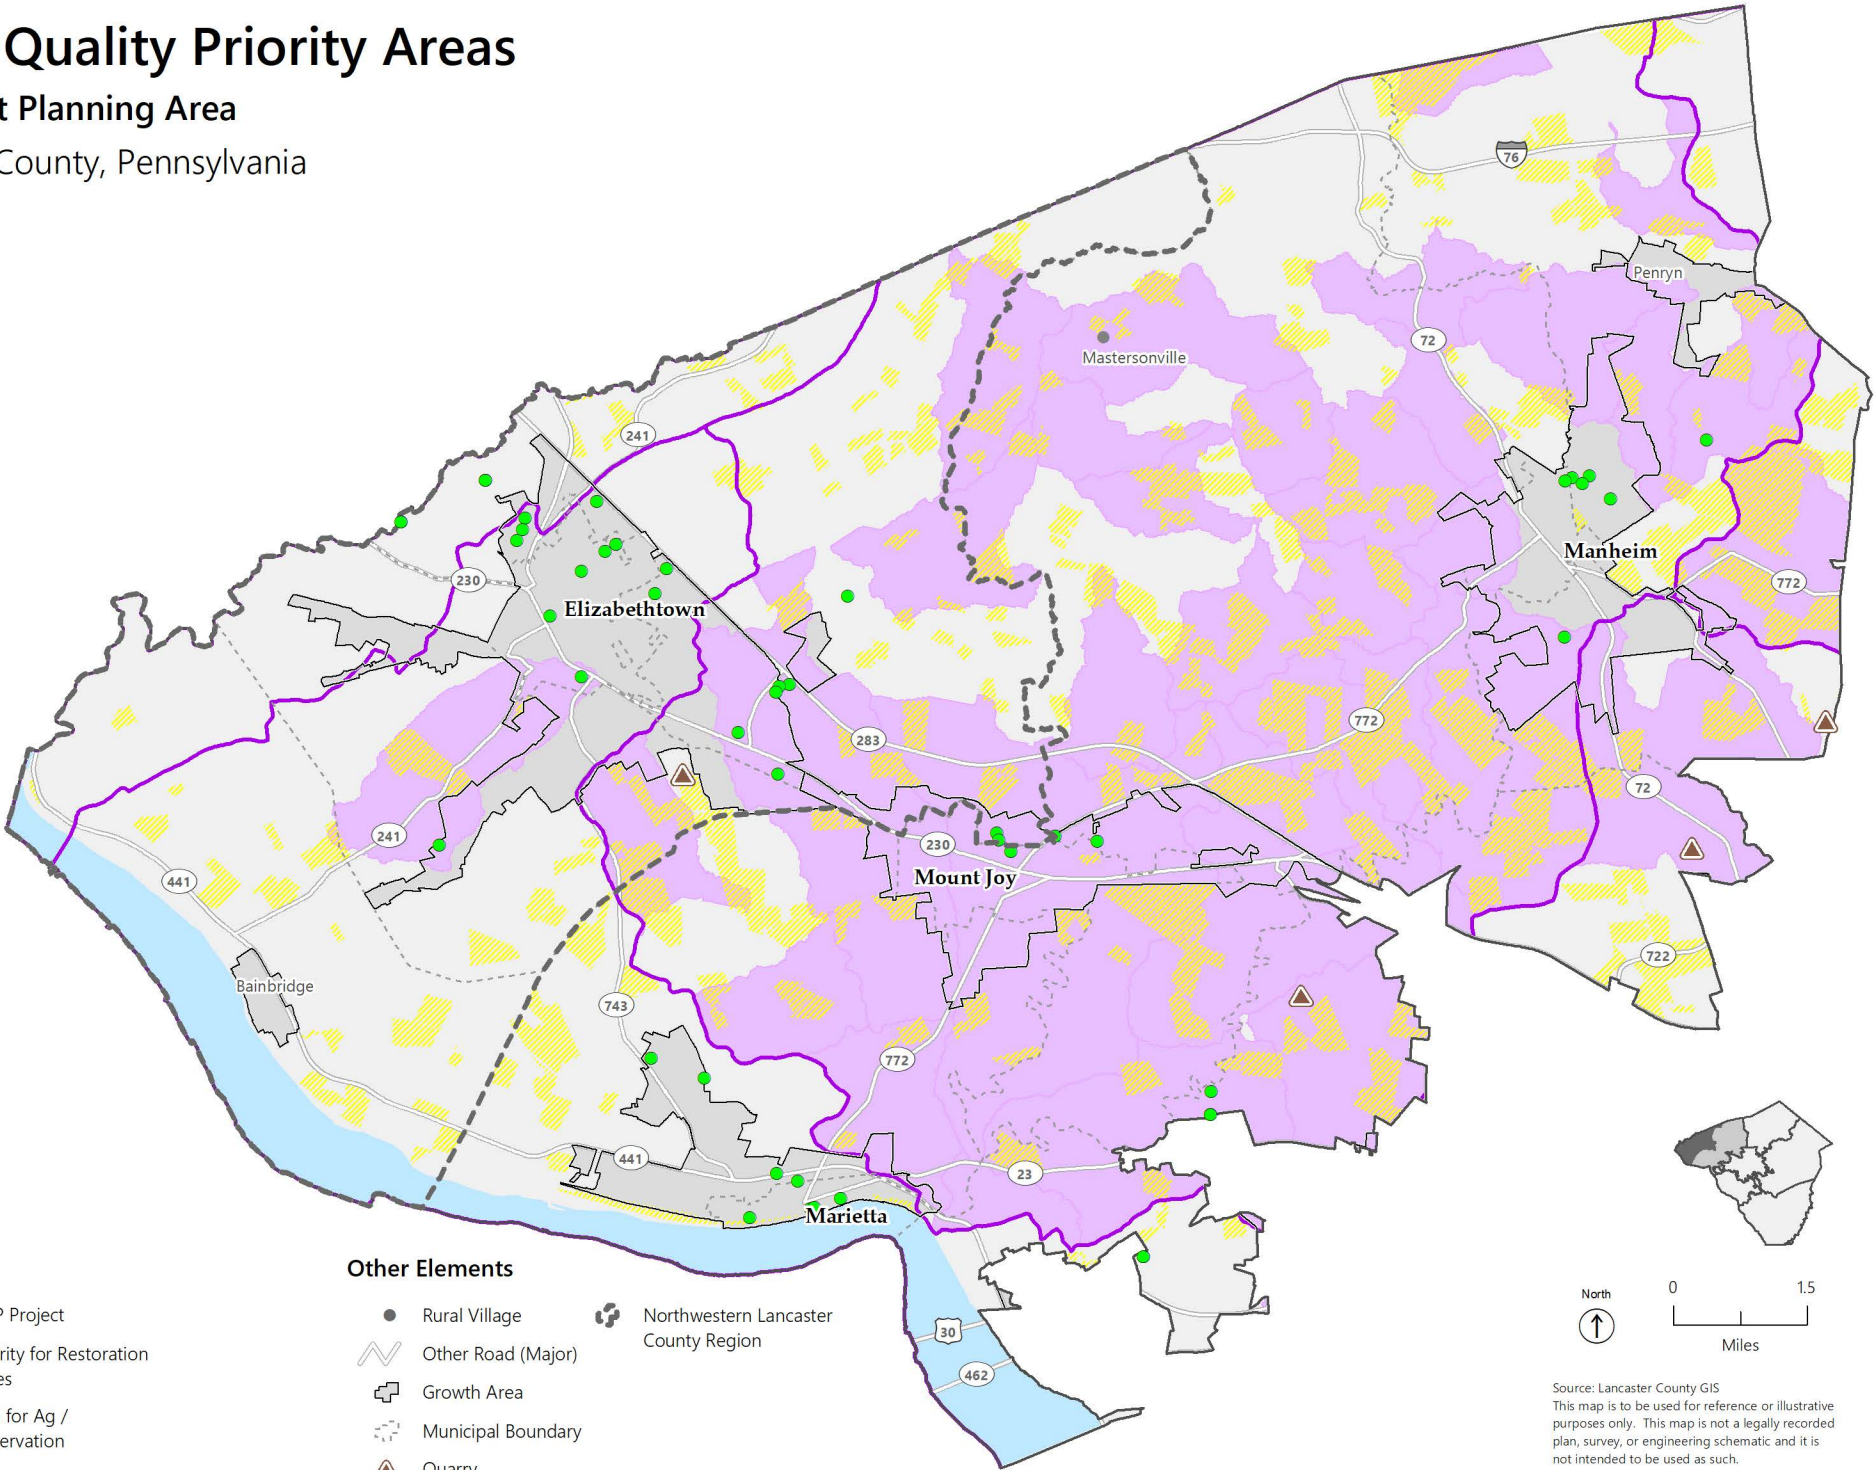 Quality Priority Areas
t Planning Area
County, Pennsylvania
76
Penryn
72
Mastersonville
241
Manheim
772
230
Elizabethtown
772
283
72
241
230
441
Mount Joy
722
Bainbridge
743
772
441
23
Marietta
30
462
P Project
rity for Restoration
es
for Ag /
ervation
Other Elements
Rural Village
Other Road (Major)
Growth Area
Municipal Boundary
Quarry
Northwestern Lancaster
County Region
North
0 1.5
Miles
Source: Lancaster County GIS
This map is to be used for reference or illustrative
purposes only. This map is not a legally recorded
plan, survey, or engineering schematic and it is
not intended to be used as such.